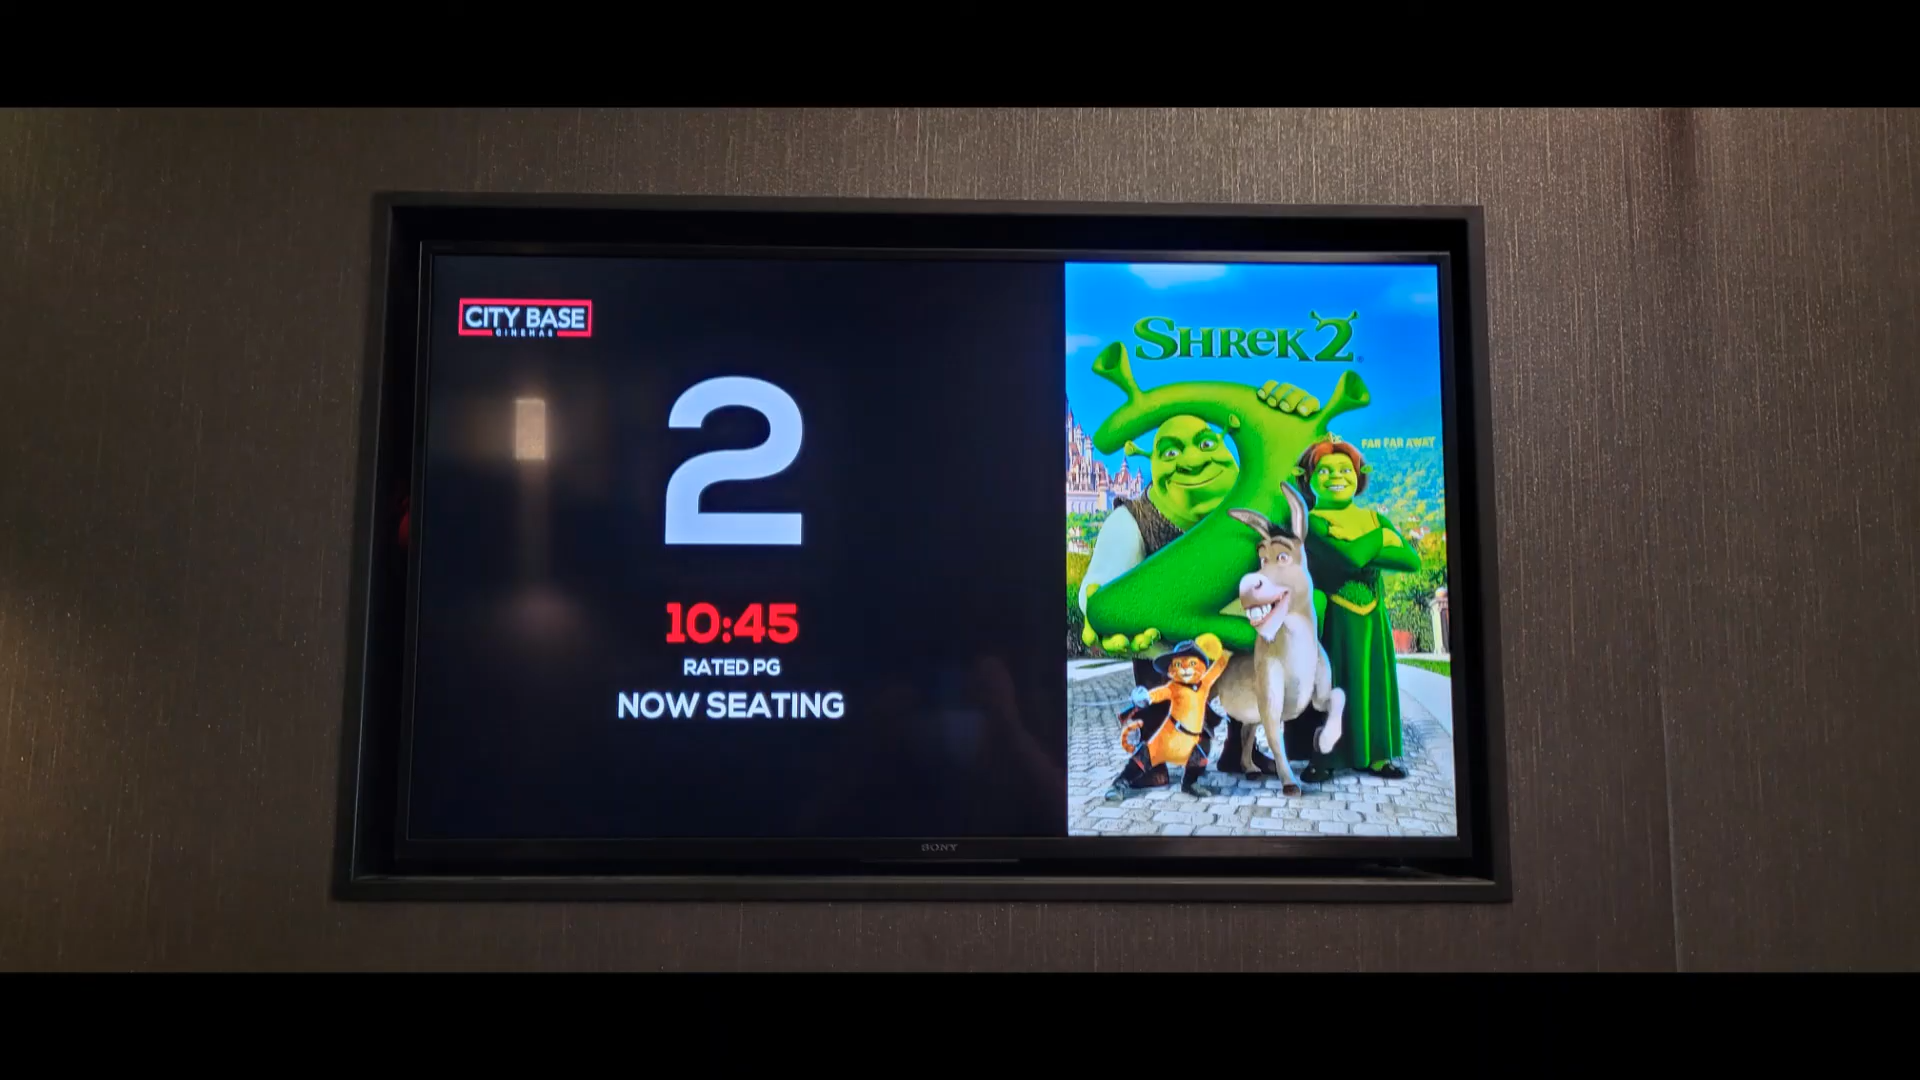 CITY BASE
CINEMAS
2
10:45
RATED PG
NOW SEATING
SHREK 2
FAR FAR AWAY
SONY